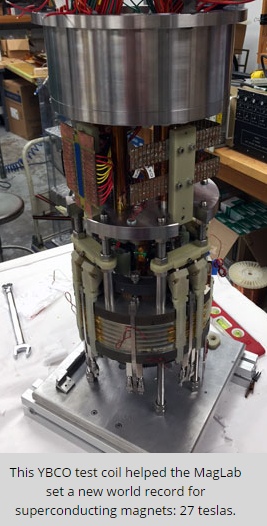 This YBCO test coil helped the MagLab
set a new world record for
superconducting magnets: 27 teslas.